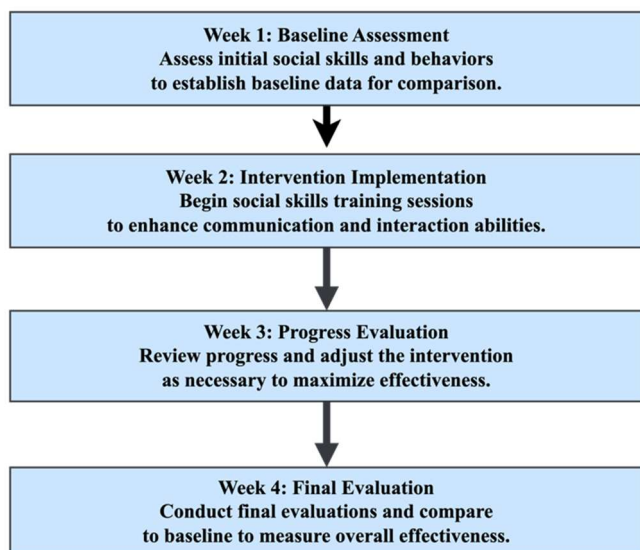 Week 1: Baseline Assessment
Assess initial social skills and behaviors
to establish baseline data for comparison.
Week 2: Intervention Implementation
Begin social skills training sessions
to enhance communication and interaction abilities.
Week 3: Progress Evaluation
Review progress and adjust the intervention
as necessary to maximize effectiveness.
Week 4: Final Evaluation
Conduct final evaluations and compare
to baseline to measure overall effectiveness.